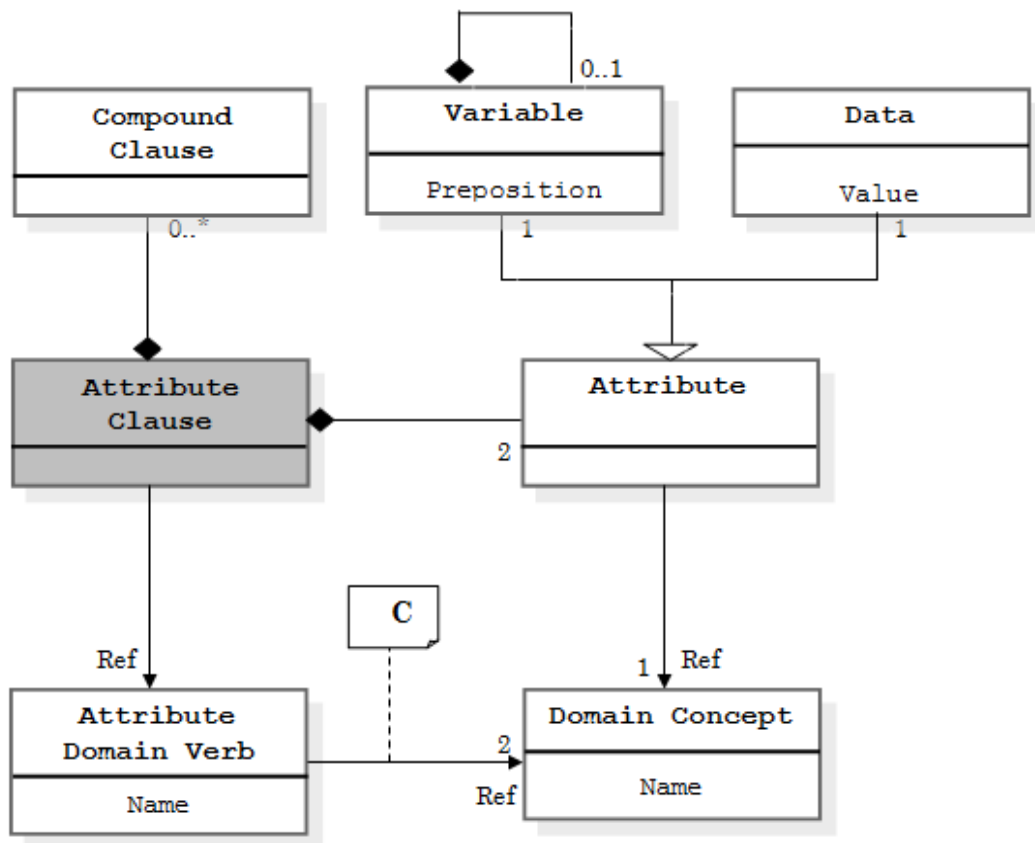 0..1
Compound
Clause
Variable
Preposition
Data
Value
0..*
1
1
Attribute
Clause
Attribute
2
C
Ref
1
Ref
Attribute
Domain Verb
Name
2
Ref
Domain Concept
Name